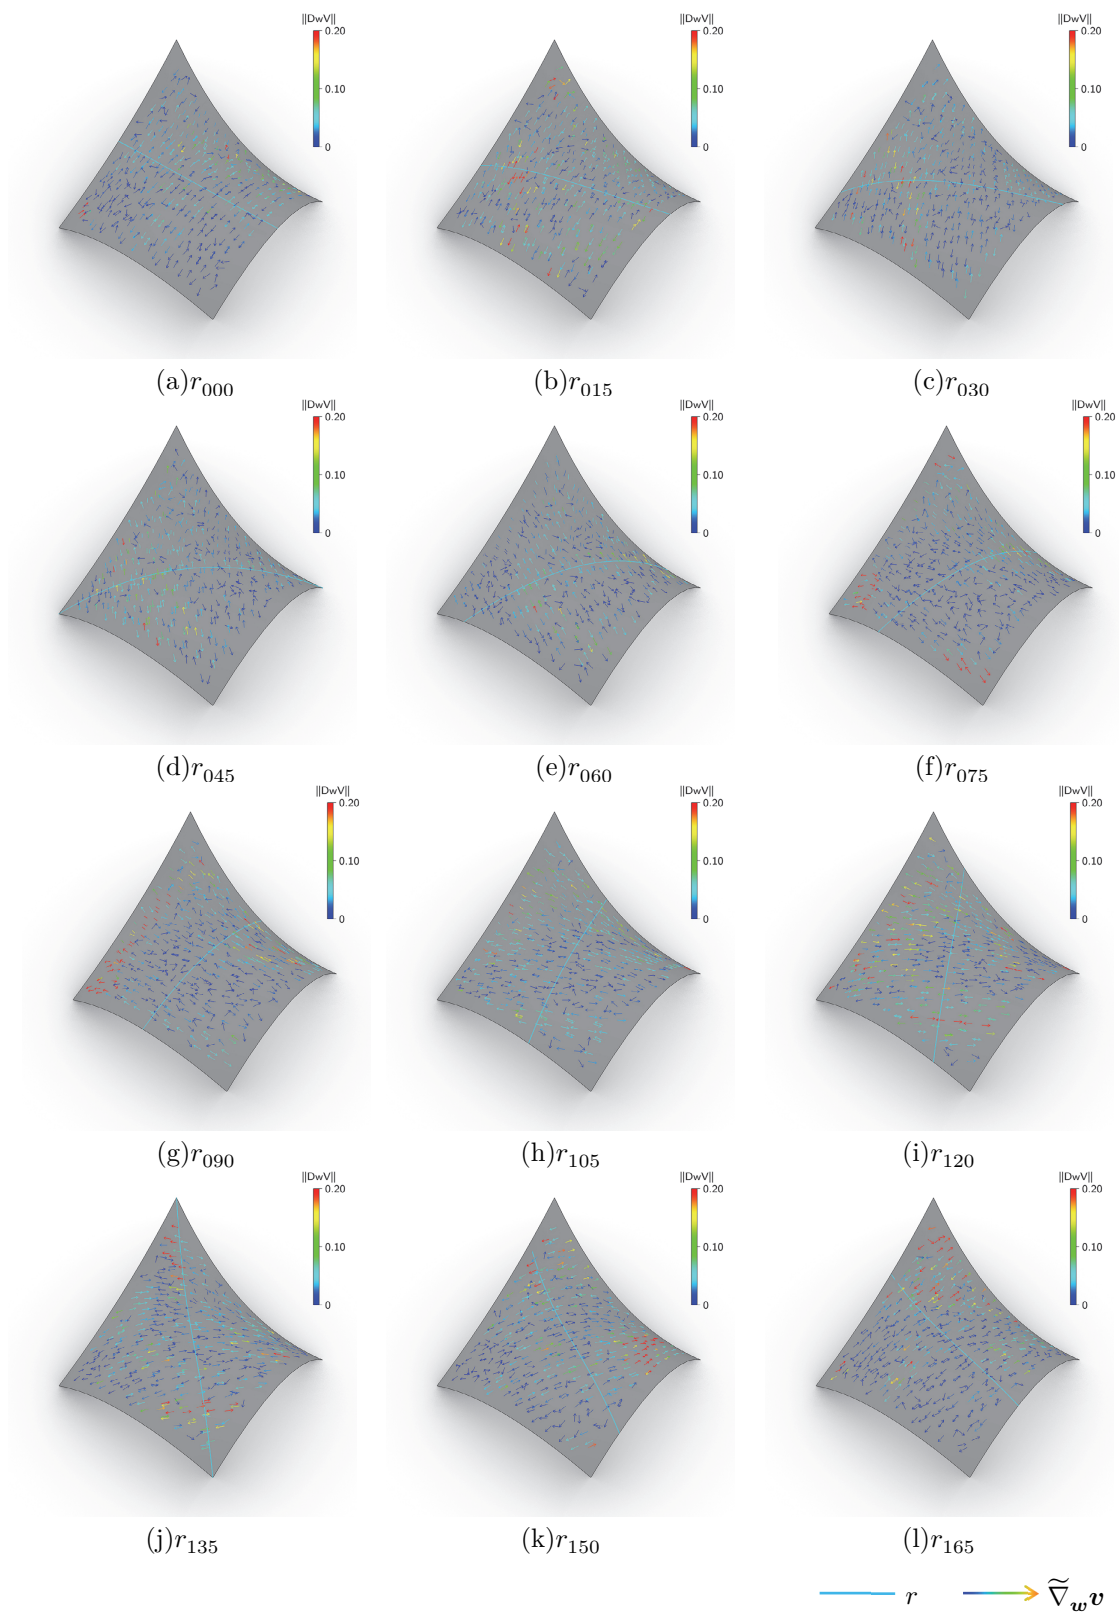 ||DwV|| ||DwV|| ||DwV||
0.20 0.20 0.20
0.10 0.10 0.10
0 0 0
(a)r₀₀₀ (b)r₀₁₅ (c)r₀₃₀
||DwV|| ||DwV|| ||DwV||
0.20 0.20 0.20
0.10 0.10 0.10
0 0 0
(d)r₀₄₅ (e)r₀₆₀ (f)r₀₇₅
||DwV|| ||DwV|| ||DwV||
0.20 0.20 0.20
0.10 0.10 0.10
0 0 0
(g)r₀₉₀ (h)r₁₀₅ (i)r₁₂₀
||DwV|| ||DwV|| ||DwV||
0.20 0.20 0.20
0.10 0.10 0.10
0 0 0
(j)r₁₃₅ (k)r₁₅₀ (l)r₁₆₅
r ∇̃_w v